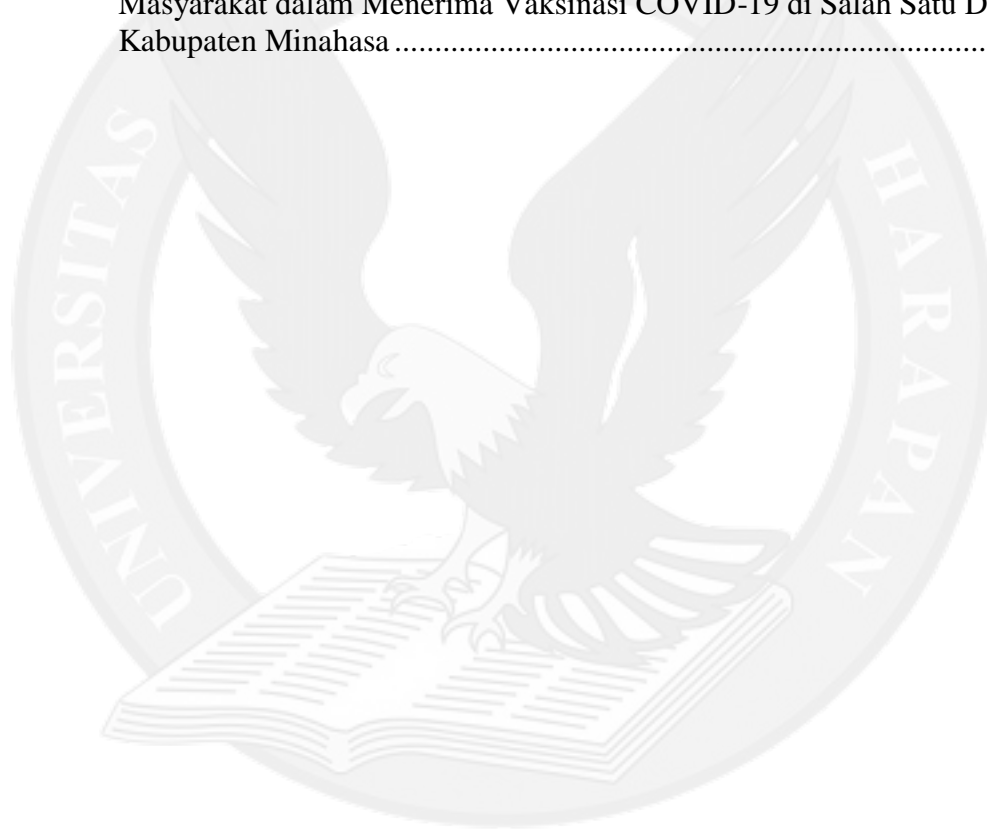 Masyarakat dalam Menerima Vaksinasi COVID-19 di Salah Satu D
Kabupaten Minahasa ..........................................................................
UNIVERSITAS
HARAPAN